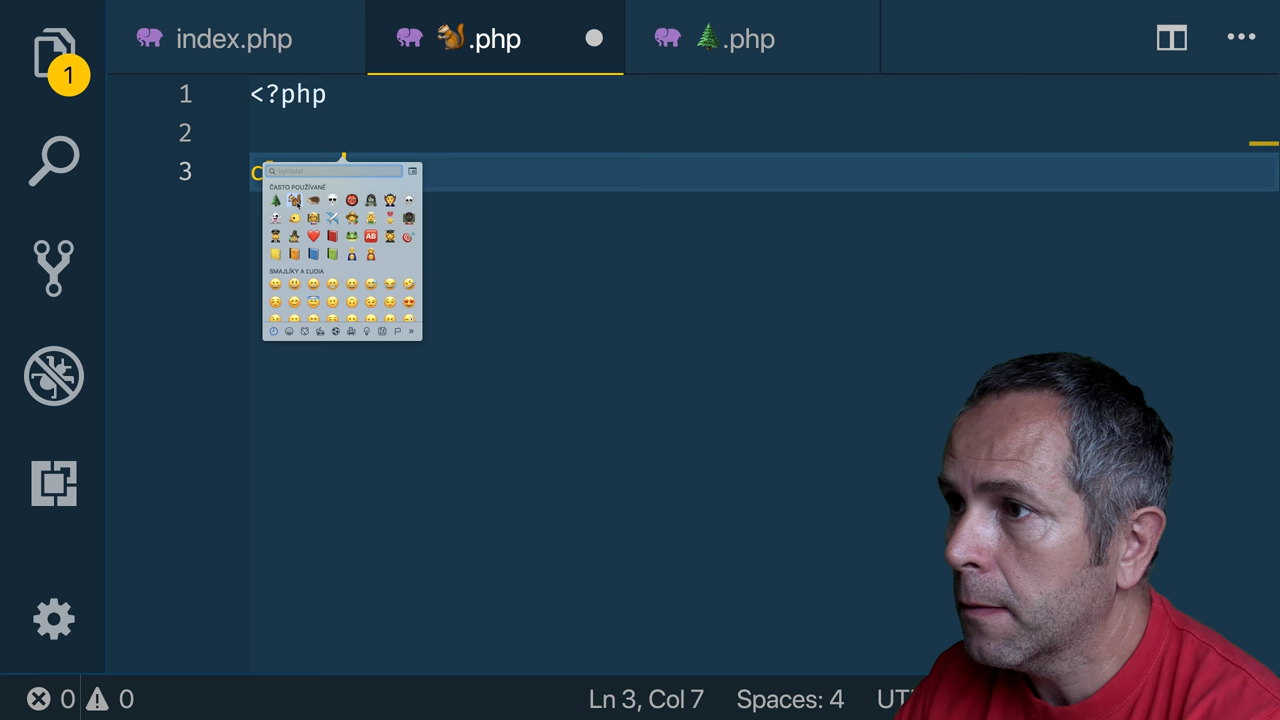 index.php
🐿️.php
🌲.php
1
1 <?php
2
3 c
Vyhľadať
ČASTO POUŽÍVANÉ
AB
SMAJLÍKY A ĽUDIA
0 0
Ln 3, Col 7
Spaces: 4